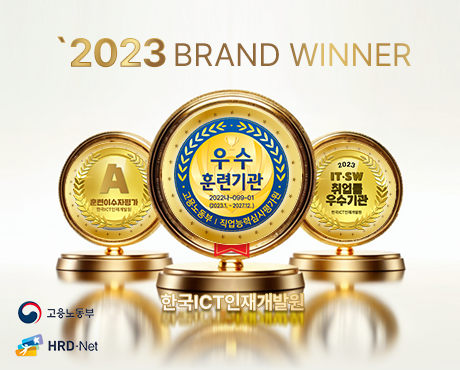 `2023 BRAND WINNER
A
훈련이수자평가
한국ICT인재개발원
우수
훈련기관
2022나-099-01
(2023.1. ~ 2027.12.)
고용노동부 | 직업능력심사평가원
2023
IT·SW
취업률
우수기관
한국ICT인재개발원
한국ICT인재개발원
고용노동부
HRD-Net